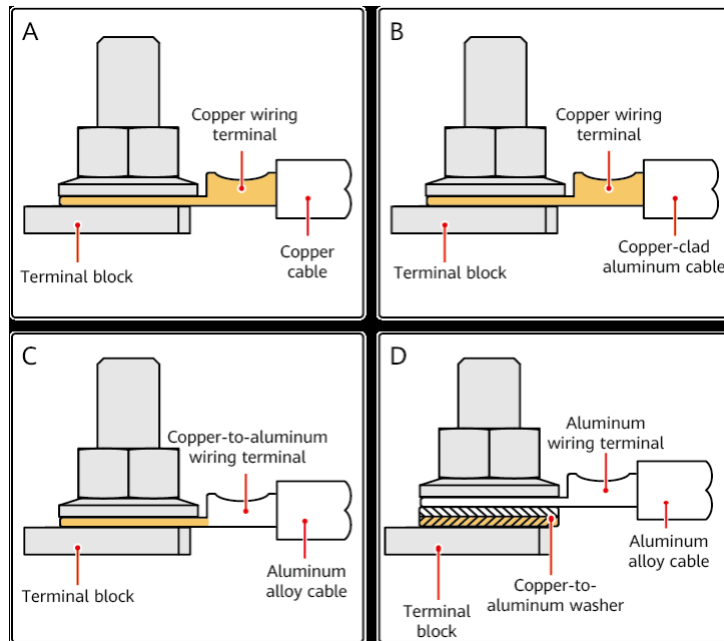 A
Copper wiring
terminal
Terminal block
Copper
cable
B
Copper wiring
terminal
Terminal block
Copper-clad
aluminum cable
C
Copper-to-aluminum
wiring terminal
Terminal block
Aluminum
alloy cable
D
Aluminum
wiring terminal
Terminal
block
Copper-to-
aluminum washer
Aluminum
alloy cable